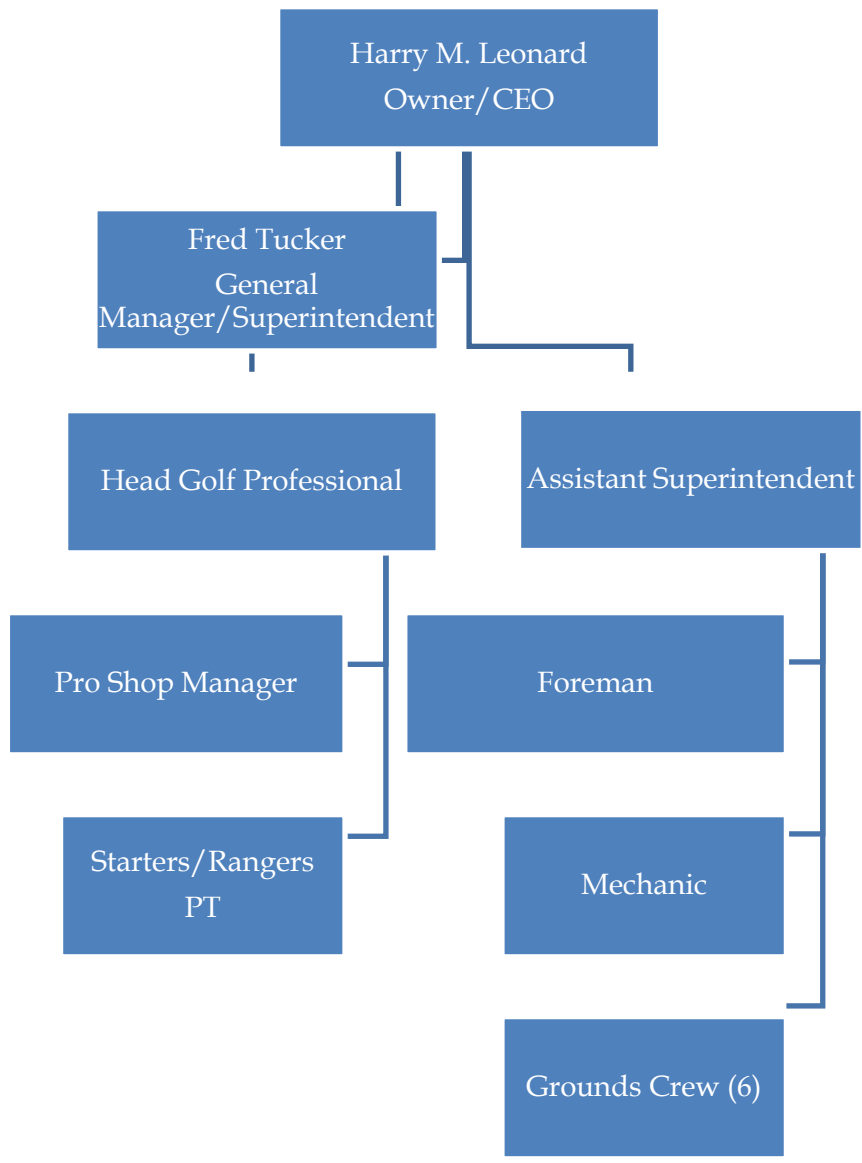 Harry M. Leonard
Owner/CEO
Fred Tucker
General
Manager/Superintendent
Head Golf Professional
Assistant Superintendent
Pro Shop Manager
Foreman
Starters/Rangers
PT
Mechanic
Grounds Crew (6)